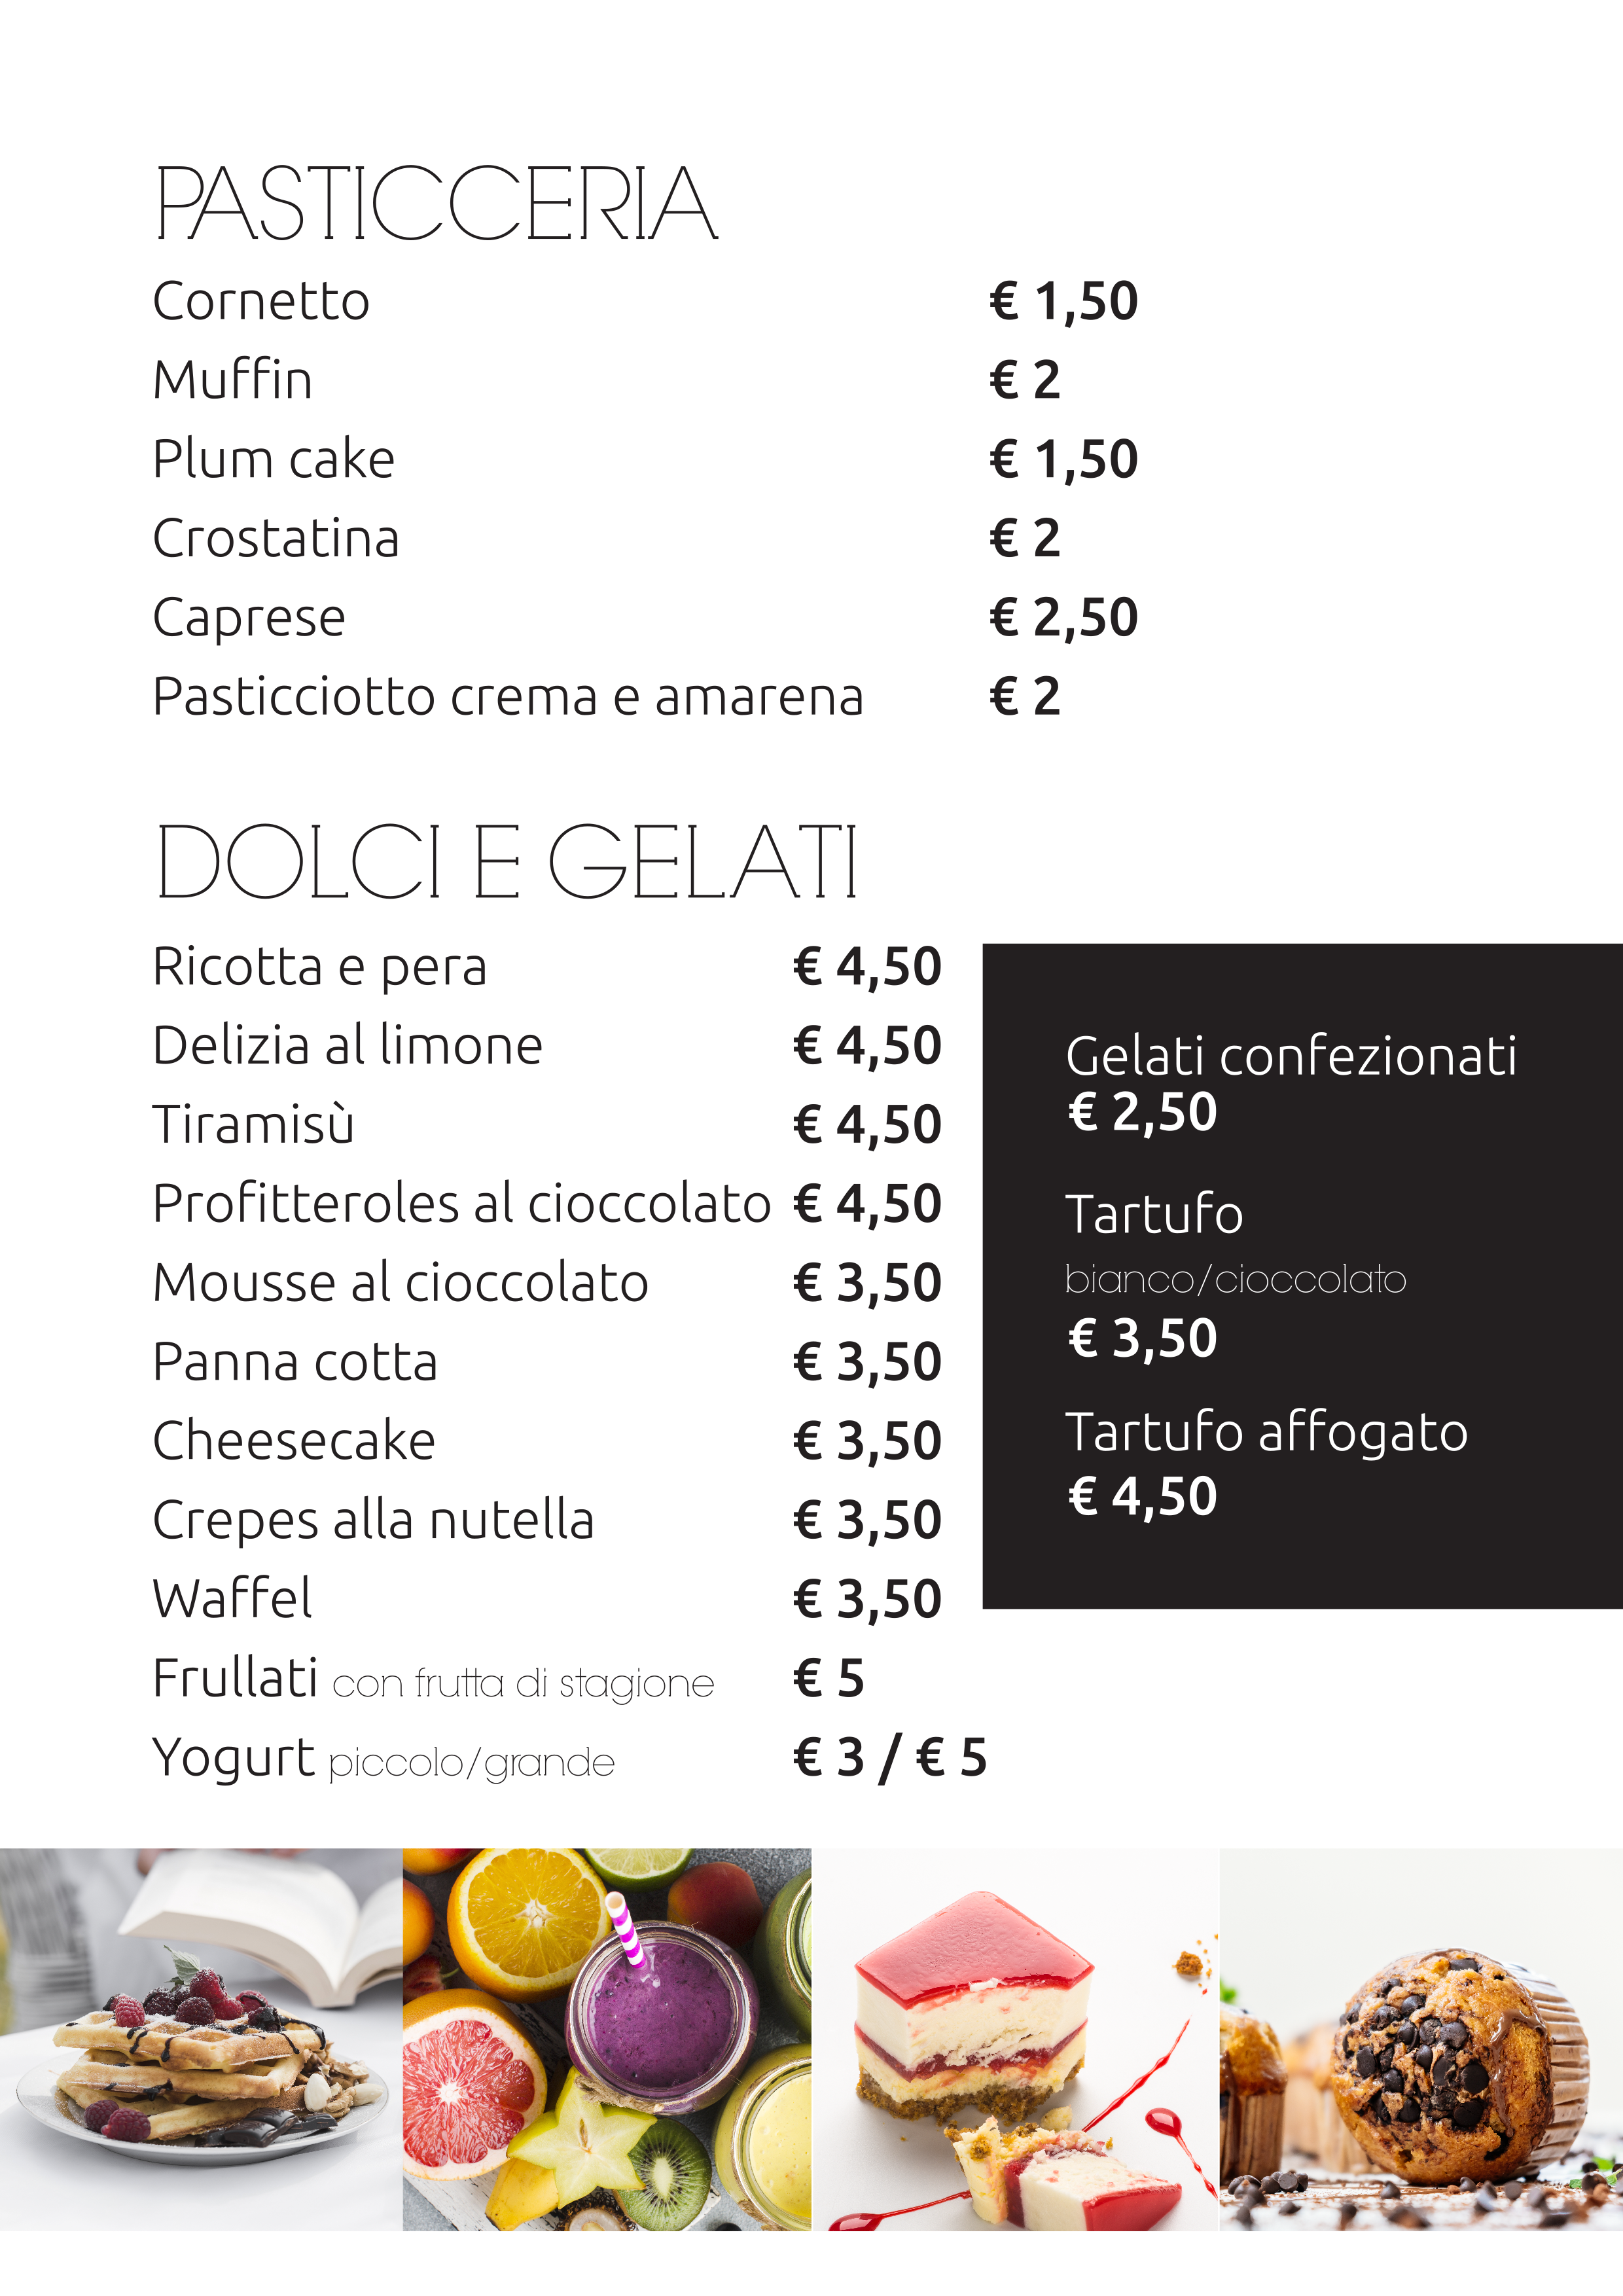 PASTICCERIA
Cornetto € 1,50
Muffin € 2
Plum cake € 1,50
Crostatina € 2
Caprese € 2,50
Pasticciotto crema e amarena € 2
DOLCI E GELATI
Ricotta e pera € 4,50
Delizia al limone € 4,50
Tiramisù € 4,50
Profitteroles al cioccolato € 4,50
Mousse al cioccolato € 3,50
Panna cotta € 3,50
Cheesecake € 3,50
Crepes alla nutella € 3,50
Waffel € 3,50
Frullati con frutta di stagione € 5
Yogurt piccolo/grande € 3 / € 5
Gelati confezionati
€ 2,50
Tartufo
bianco/cioccolato
€ 3,50
Tartufo affogato
€ 4,50